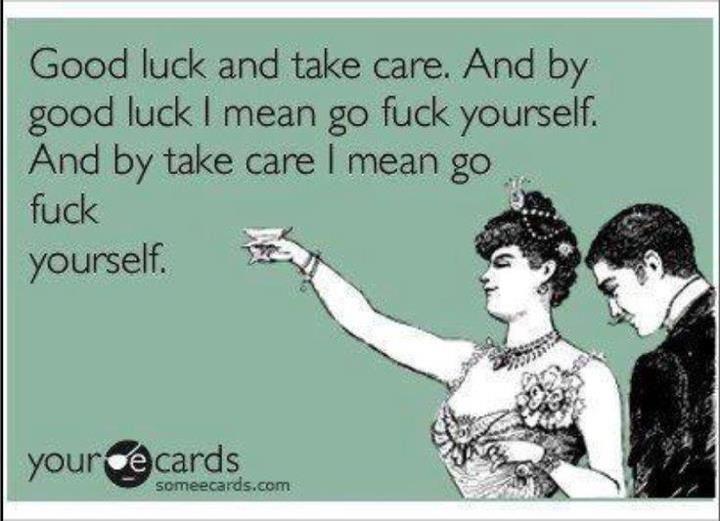 Good luck and take care. And by
good luck I mean go fuck yourself.
And by take care I mean go
fuck
yourself.
your e cards
someecards.com